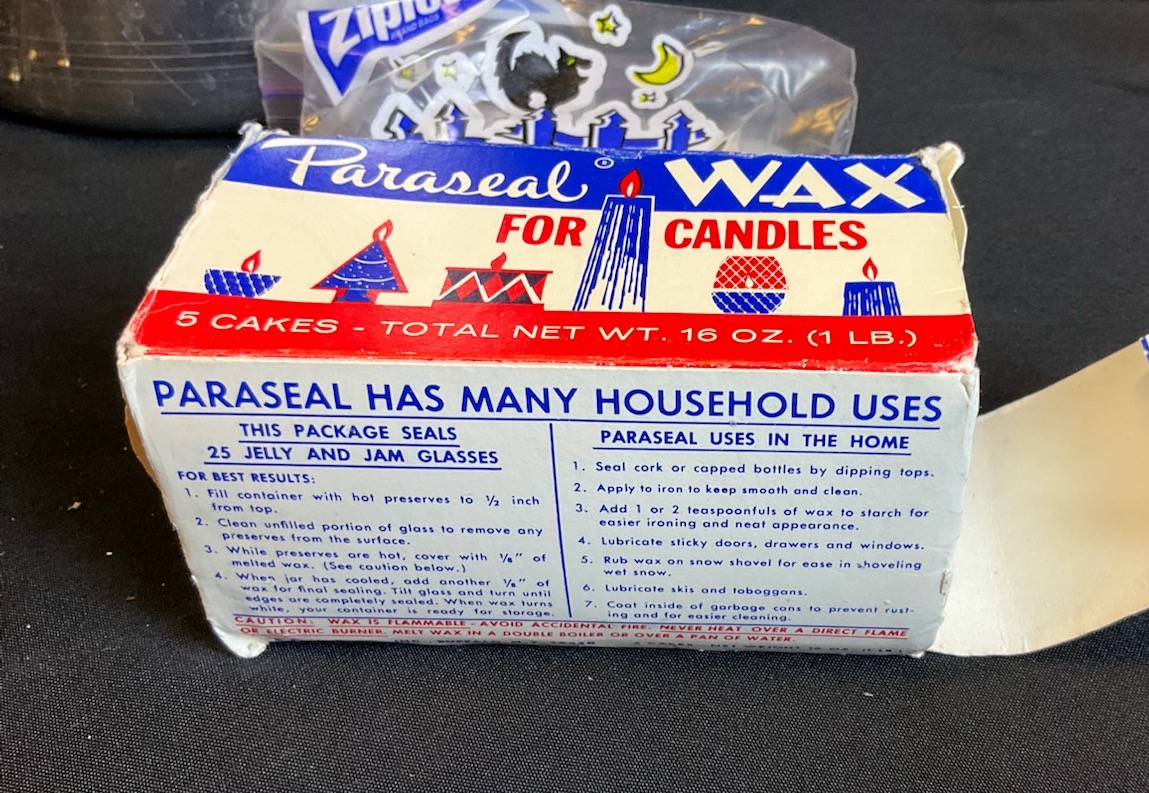 Ziplo
BRAND BAGS
Paraseal® WAX
FOR CANDLES
5 CAKES - TOTAL NET WT. 16 OZ. (1 LB.)
PARASEAL HAS MANY HOUSEHOLD USES
THIS PACKAGE SEALS
25 JELLY AND JAM GLASSES
FOR BEST RESULTS:
1. Fill container with hot preserves to ½ inch
from top.
2. Clean unfilled portion of glass to remove any
preserves from the surface.
3. While preserves are hot, cover with ⅛" of
melted wax. (See caution below.)
4. When jar has cooled, add another ⅛" of
wax for final sealing. Tilt glass and turn until
edges are completely sealed. When wax turns
white, your container is ready for storage.
PARASEAL USES IN THE HOME
1. Seal cork or capped bottles by dipping tops.
2. Apply to iron to keep smooth and clean.
3. Add 1 or 2 teaspoonfuls of wax to starch for
easier ironing and neat appearance.
4. Lubricate sticky doors, drawers and windows.
5. Rub wax on snow shovel for ease in shoveling
wet snow.
6. Lubricate skis and toboggans.
7. Coat inside of garbage cans to prevent rust-
ing and for easier cleaning.
CAUTION: WAX IS FLAMMABLE - AVOID ACCIDENTAL FIRE - NEVER HEAT OVER A DIRECT FLAME
OR ELECTRIC BURNER. MELT WAX IN A DOUBLE BOILER OR OVER A PAN OF WATER.